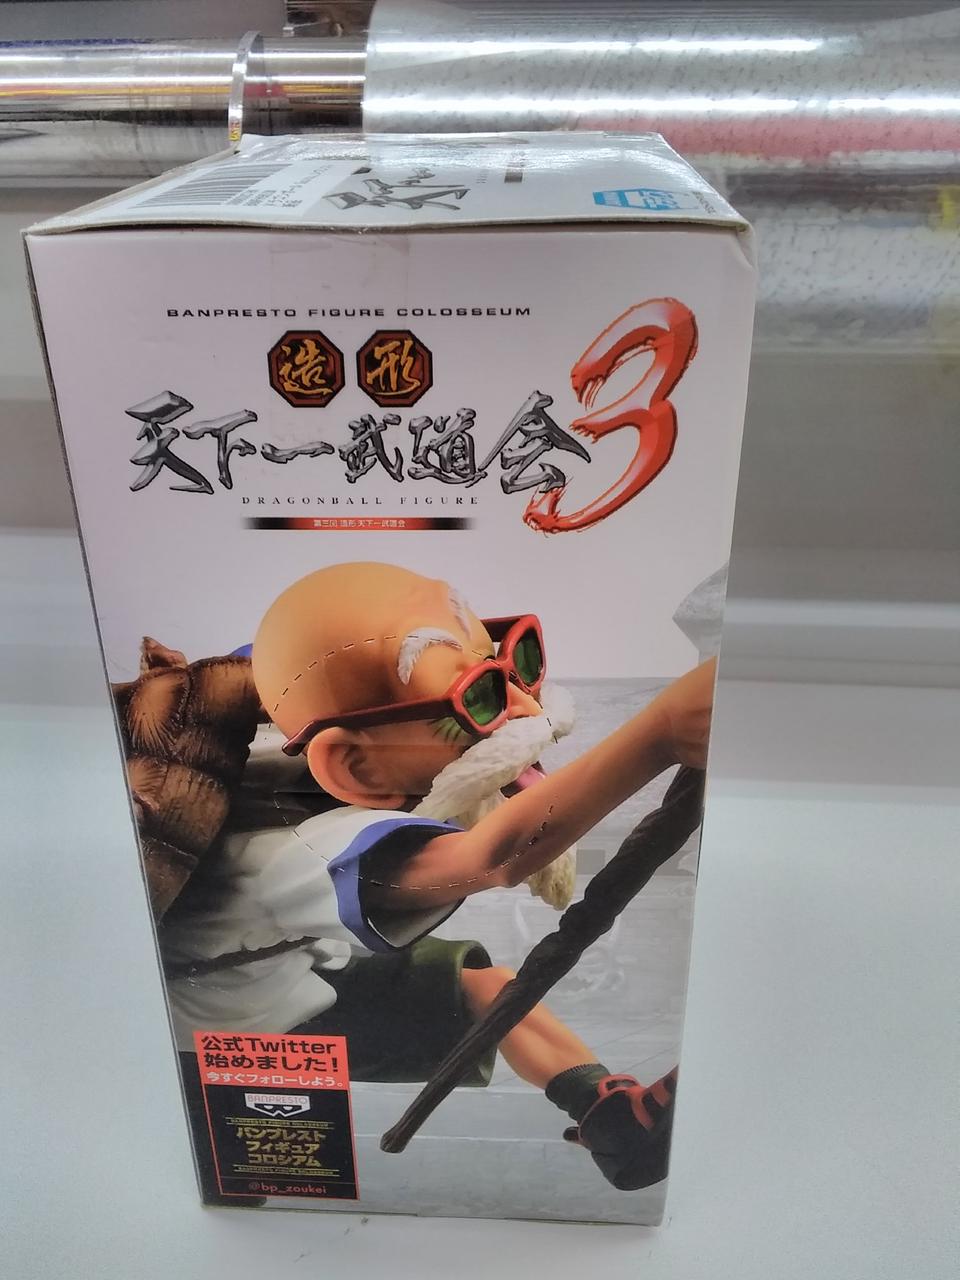 天下一
BANPRESTO FIGURE COLOSSEUM
造形
天下一武道会3
DRAGONBALL FIGURE
第三回 造形 天下一武道会
公式Twitter
始めました!
今すぐフォローしよう。
BANPRESTO
バンプレスト
フィギュア
コロシアム
@bp_zoukei